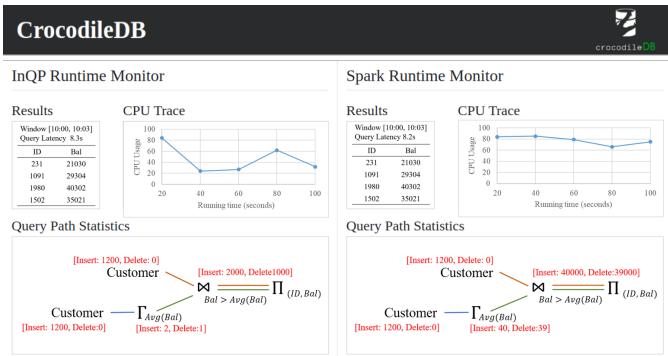 CrocodileDB
crocodileDB
InQP Runtime Monitor
Results
CPU Trace
Window [10:00, 10:03]
Query Latency 8.3s
ID Bal
231 21030
1091 29304
1980 40302
1502 35021
CPU Usage
100
80
60
40
20
0
20 40 60 80 100
Running time (seconds)
Query Path Statistics
[Insert: 1200, Delete: 0]
Customer
[Insert: 2000, Delete1000]
⋈
Π (ID,Bal)
Bal > Avg(Bal)
Customer
Γ Avg(Bal)
[Insert: 1200, Delete:0]
[Insert: 2, Delete:1]
Spark Runtime Monitor
Results
CPU Trace
Window [10:00, 10:03]
Query Latency 8.2s
ID Bal
231 21030
1091 29304
1980 40302
1502 35021
CPU Usage
100
80
60
40
20
0
20 40 60 80 100
Running time (seconds)
Query Path Statistics
[Insert: 1200, Delete: 0]
Customer
[Insert: 40000, Delete:39000]
⋈
Π (ID,Bal)
Bal > Avg(Bal)
Customer
Γ Avg(Bal)
[Insert: 1200, Delete:0]
[Insert: 40, Delete:39]